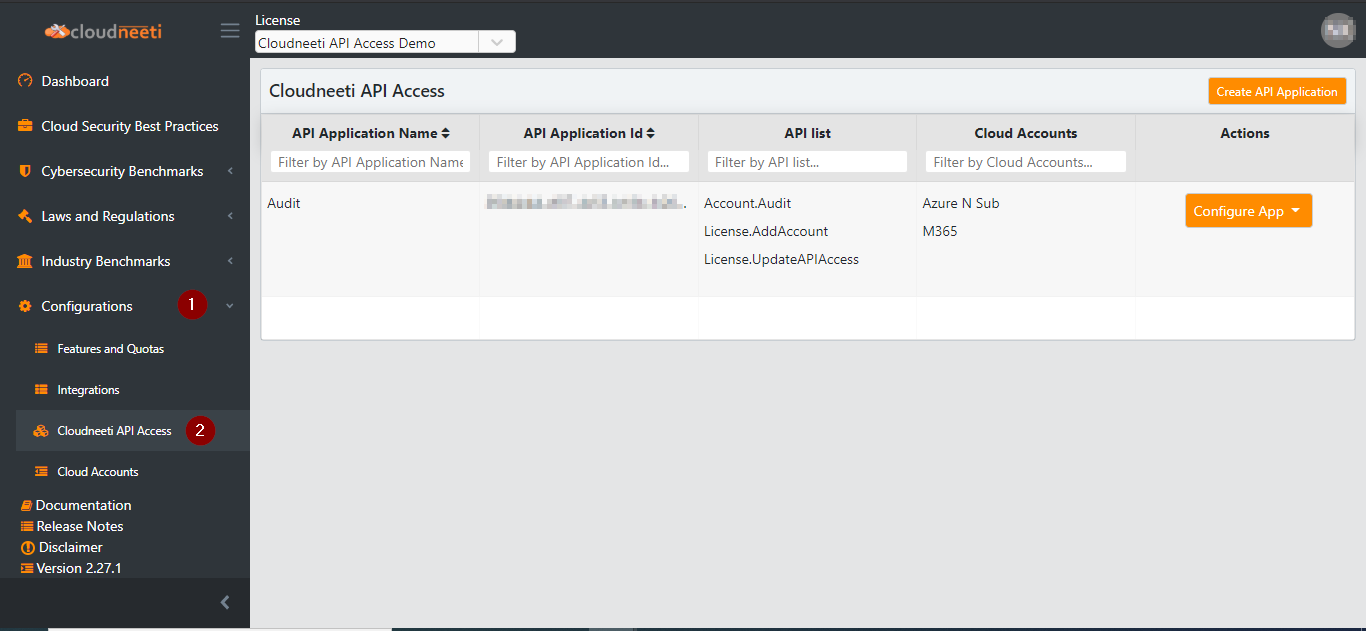 cloudneeti
License
Cloudneeti API Access Demo
Dashboard
Cloud Security Best Practices
Cybersecurity Benchmarks
Laws and Regulations
Industry Benchmarks
Configurations 1
Features and Quotas
Integrations
Cloudneeti API Access 2
Cloud Accounts
Documentation
Release Notes
Disclaimer
Version 2.27.1
Cloudneeti API Access
Create API Application
API Application Name API Application Id API list Cloud Accounts Actions
Filter by API Application Name Filter by API Application Id... Filter by API list... Filter by Cloud Accounts...
Audit Account.Audit Azure N Sub Configure App
License.AddAccount M365
License.UpdateAPIAccess